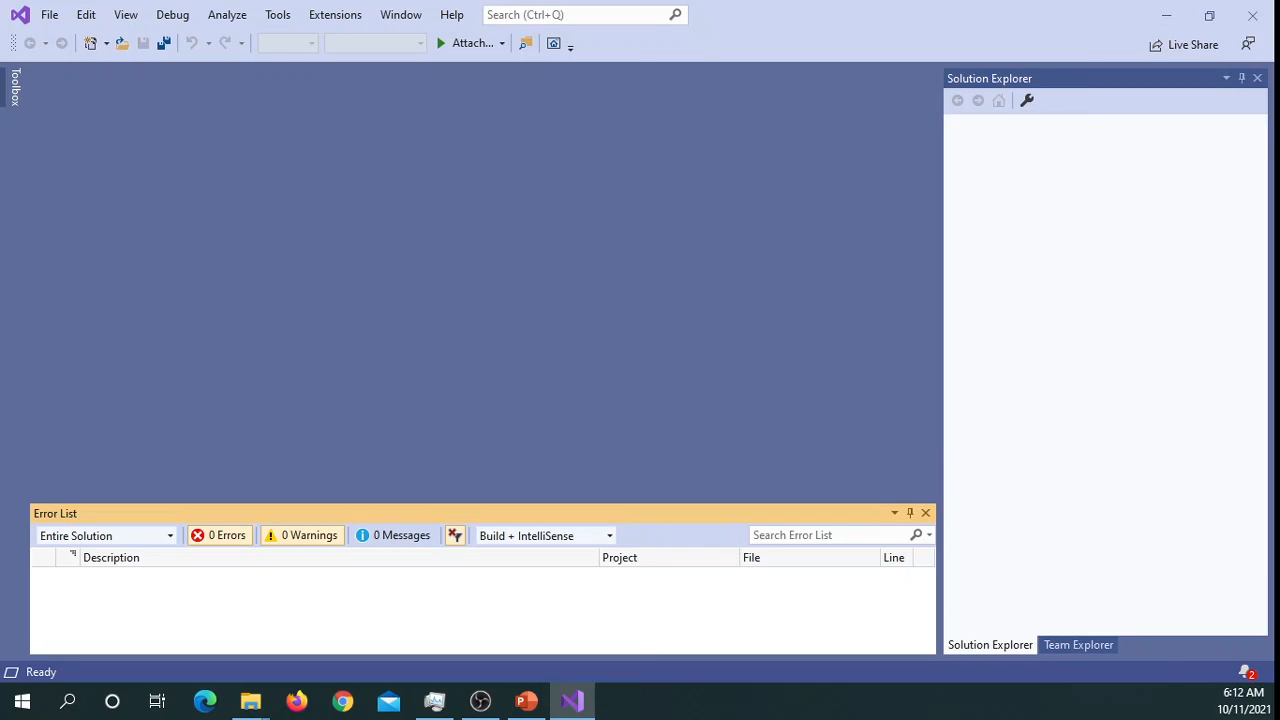 File Edit View Debug Analyze Tools Extensions Window Help Search (Ctrl+Q)
Attach... Live Share
Toolbox
Solution Explorer
Error List
Entire Solution 0 Errors 0 Warnings 0 Messages Build + IntelliSense Search Error List
Description Project File Line
Solution Explorer Team Explorer
Ready 2
6:12 AM
10/11/2021